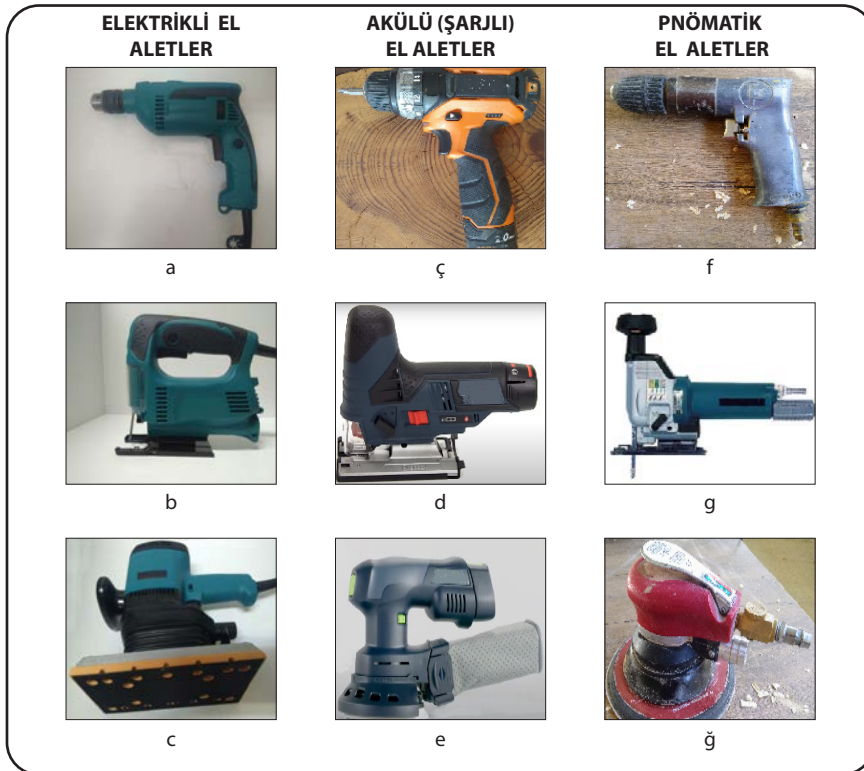 ELEKTRİKLİ EL
ALETLER
AKÜLÜ (ŞARJLI)
EL ALETLER
PNÖMATİK
EL ALETLER
a
ç
f
b
d
g
c
e
ğ